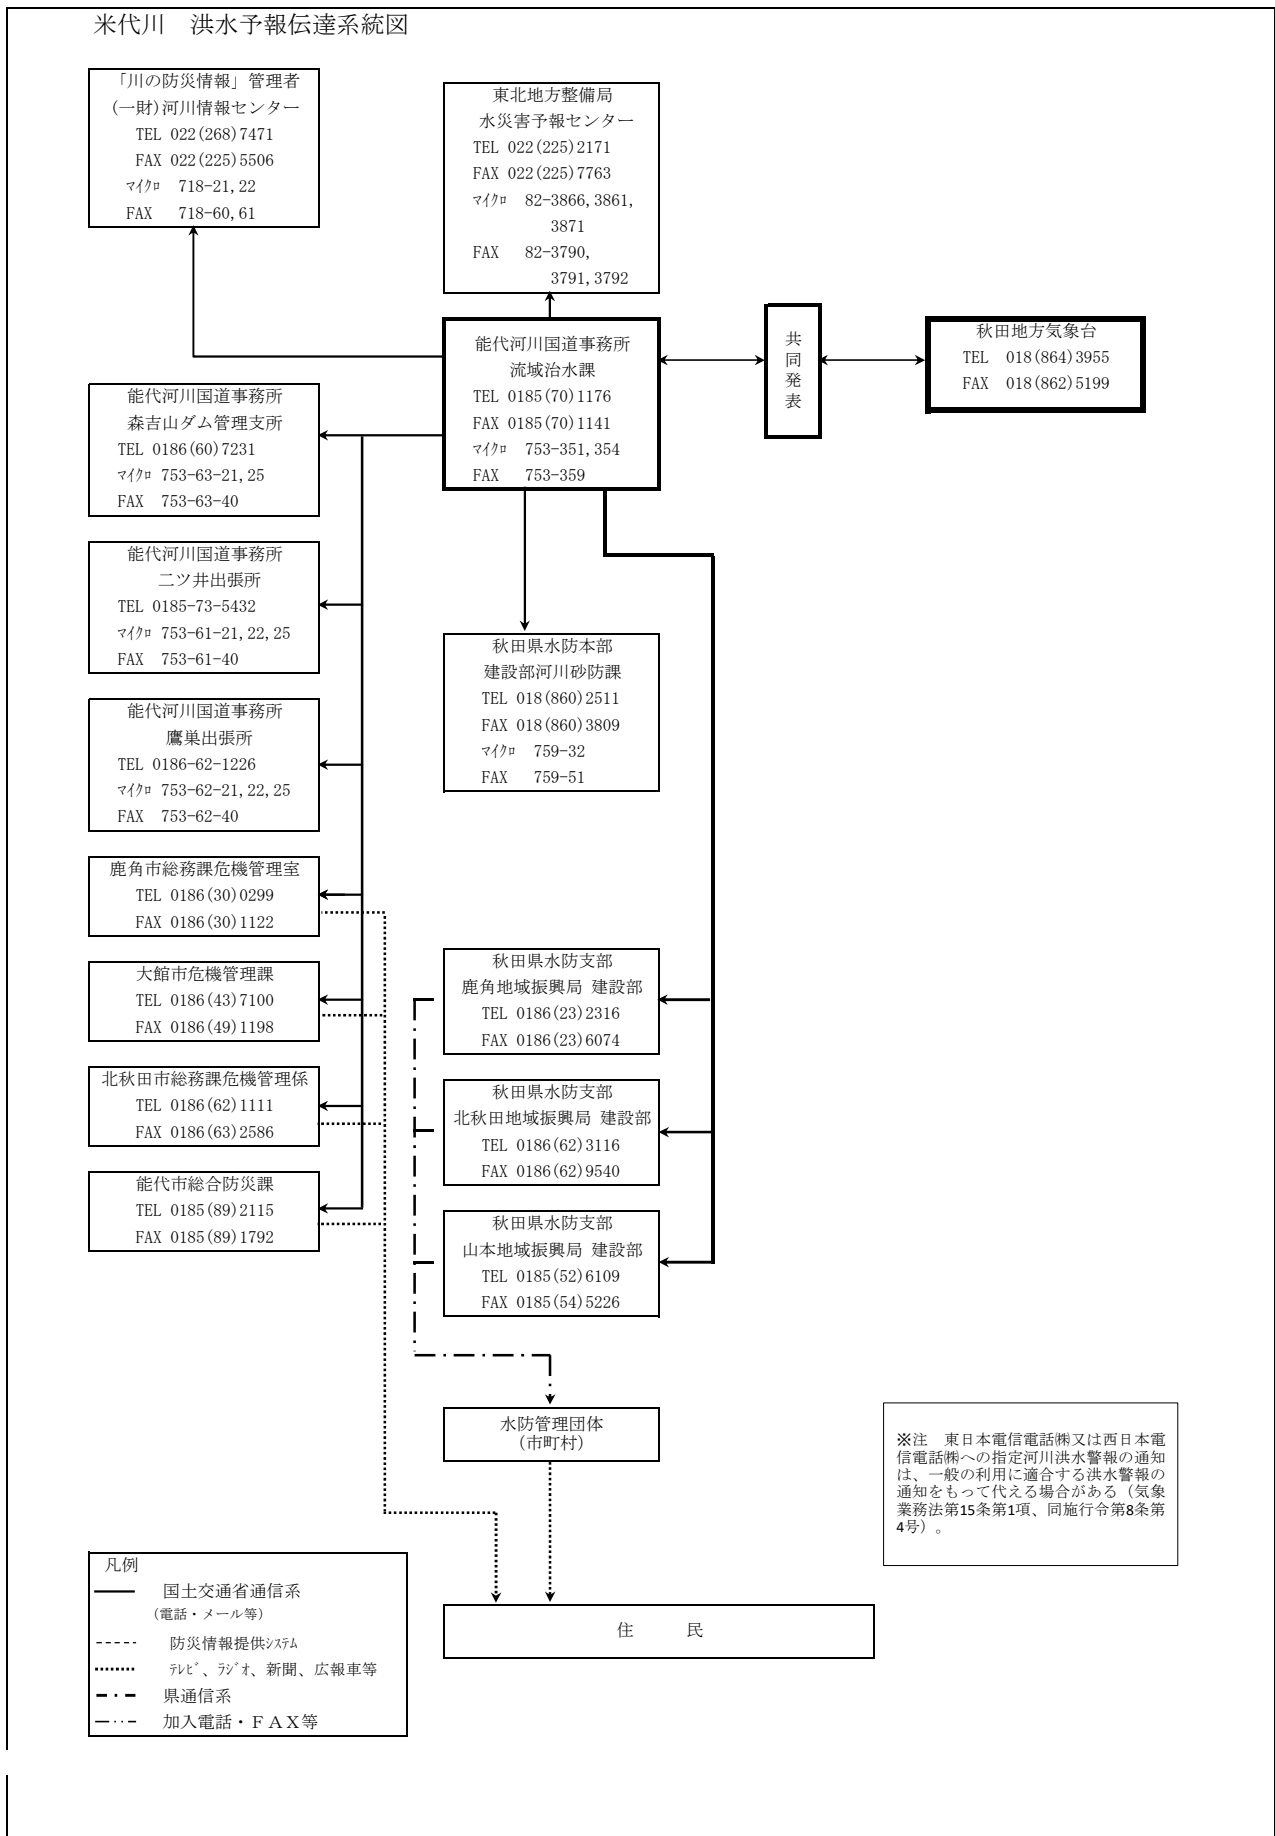 米代川　洪水予報伝達系統図
「川の防災情報」管理者
(一財)河川情報センター
TEL 022(268)7471
FAX 022(225)5506
ﾏｲｸﾛ 718-21,22
FAX 718-60,61
東北地方整備局
水災害予報センター
TEL 022(225)2171
FAX 022(225)7763
ﾏｲｸﾛ 82-3866,3861,
3871
FAX 82-3790,
3791,3792
能代河川国道事務所
流域治水課
TEL 0185(70)1176
FAX 0185(70)1141
ﾏｲｸﾛ 753-351,354
FAX 753-359
共
同
発
表
秋田地方気象台
TEL 018(864)3955
FAX 018(862)5199
能代河川国道事務所
森吉山ダム管理支所
TEL 0186(60)7231
ﾏｲｸﾛ 753-63-21,25
FAX 753-63-40
能代河川国道事務所
二ツ井出張所
TEL 0185-73-5432
ﾏｲｸﾛ 753-61-21,22,25
FAX 753-61-40
能代河川国道事務所
鷹巣出張所
TEL 0186-62-1226
ﾏｲｸﾛ 753-62-21,22,25
FAX 753-62-40
秋田県水防本部
建設部河川砂防課
TEL 018(860)2511
FAX 018(860)3809
ﾏｲｸﾛ 759-32
FAX 759-51
鹿角市総務課危機管理室
TEL 0186(30)0299
FAX 0186(30)1122
大館市危機管理課
TEL 0186(43)7100
FAX 0186(49)1198
北秋田市総務課危機管理係
TEL 0186(62)1111
FAX 0186(63)2586
能代市総合防災課
TEL 0185(89)2115
FAX 0185(89)1792
秋田県水防支部
鹿角地域振興局 建設部
TEL 0186(23)2316
FAX 0186(23)6074
秋田県水防支部
北秋田地域振興局 建設部
TEL 0186(62)3116
FAX 0186(62)9540
秋田県水防支部
山本地域振興局 建設部
TEL 0185(52)6109
FAX 0185(54)5226
水防管理団体
(市町村)
※注　東日本電信電話㈱又は西日本電
信電話㈱への指定河川洪水警報の通知
は、一般の利用に適合する洪水警報の
通知をもって代える場合がある（気象
業務法第15条第1項、同施行令第8条第
4号）。
住　　民
凡例
国土交通省通信系
(電話・メール等)
防災情報提供ｼｽﾃﾑ
ﾃﾚﾋﾞ、ﾗｼﾞｵ、新聞、広報車等
県通信系
加入電話・ＦＡＸ等